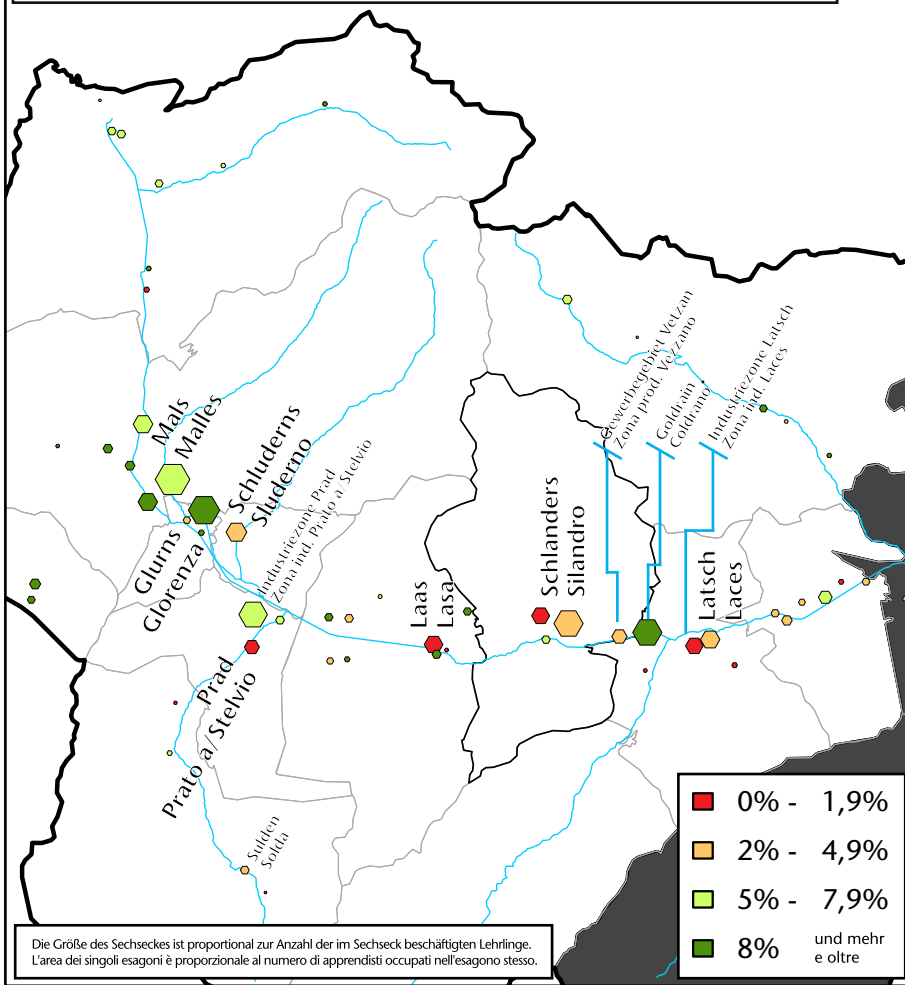 Gewerbegebiet Vetzan
Zona prod. Vezzano
Goldrain
Coldrano
Industriezone Latsch
Zona ind. Laces
Mals
Malles
Schluderns
Sluderno
Industriezone Prad
Zona ind. Prato a/Stelvio
Glurns
Glorenza
Schlanders
Silandro
Laas
Lasa
Latsch
Laces
Prad
Prato a/Stelvio
Sulden
Solda
0% - 1,9%
2% - 4,9%
5% - 7,9%
8% und mehr
e oltre
Die Größe des Sechseckes ist proportional zur Anzahl der im Sechseck beschäftigten Lehrlinge.
L'area dei singoli esagoni è proporzionale al numero di apprendisti occupati nell'esagono stesso.